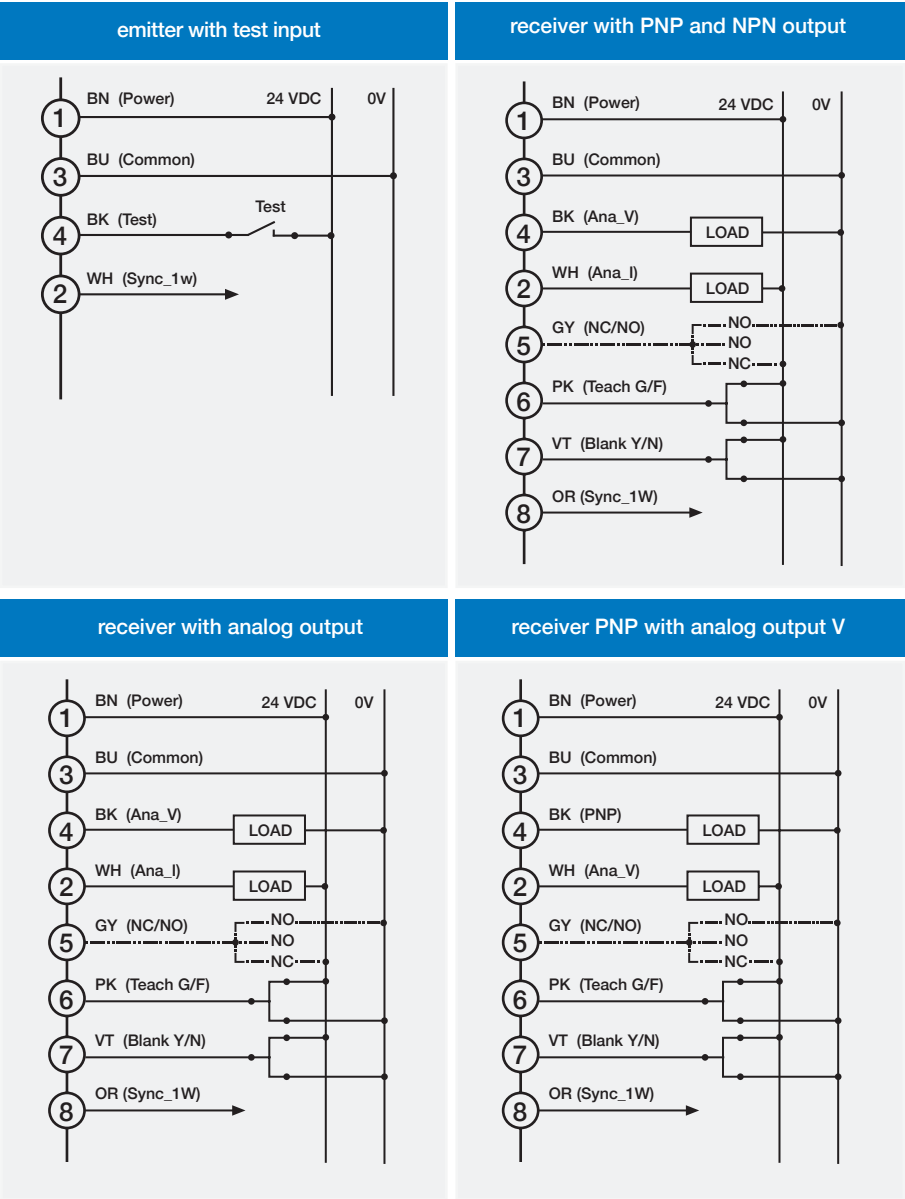 emitter with test input
BN (Power) 24 VDC 0V
1
BU (Common)
3
BK (Test) Test
4
WH (Sync_1w)
2
receiver with PNP and NPN output
BN (Power) 24 VDC 0V
1
BU (Common)
3
BK (Ana_V) LOAD
4
WH (Ana_I) LOAD
2
GY (NC/NO) NO
5 NO
NC
PK (Teach G/F)
6
VT (Blank Y/N)
7
OR (Sync_1W)
8
receiver with analog output
BN (Power) 24 VDC 0V
1
BU (Common)
3
BK (Ana_V) LOAD
4
WH (Ana_I) LOAD
2
GY (NC/NO) NO
5 NO
NC
PK (Teach G/F)
6
VT (Blank Y/N)
7
OR (Sync_1W)
8
receiver PNP with analog output V
BN (Power) 24 VDC 0V
1
BU (Common)
3
BK (PNP) LOAD
4
WH (Ana_V) LOAD
2
GY (NC/NO) NO
5 NO
NC
PK (Teach G/F)
6
VT (Blank Y/N)
7
OR (Sync_1W)
8